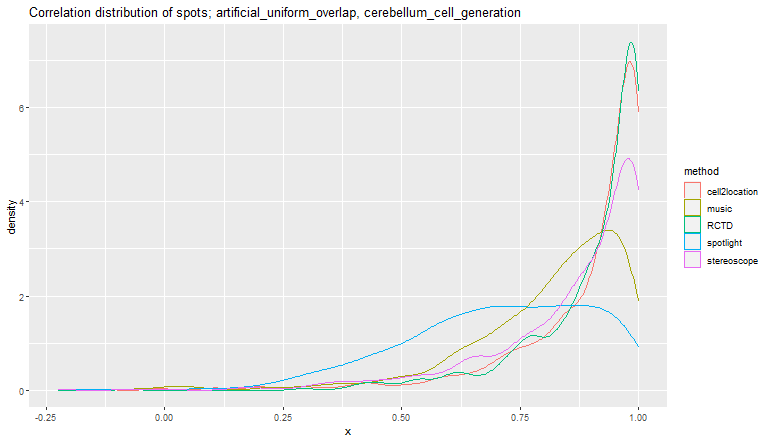 Correlation distribution of spots; artificial_uniform_overlap, cerebellum_cell_generation
density
6
4
2
0
-0.25
0.00
0.25
0.50
0.75
1.00
x
method
cell2location
music
RCTD
spotlight
stereoscope